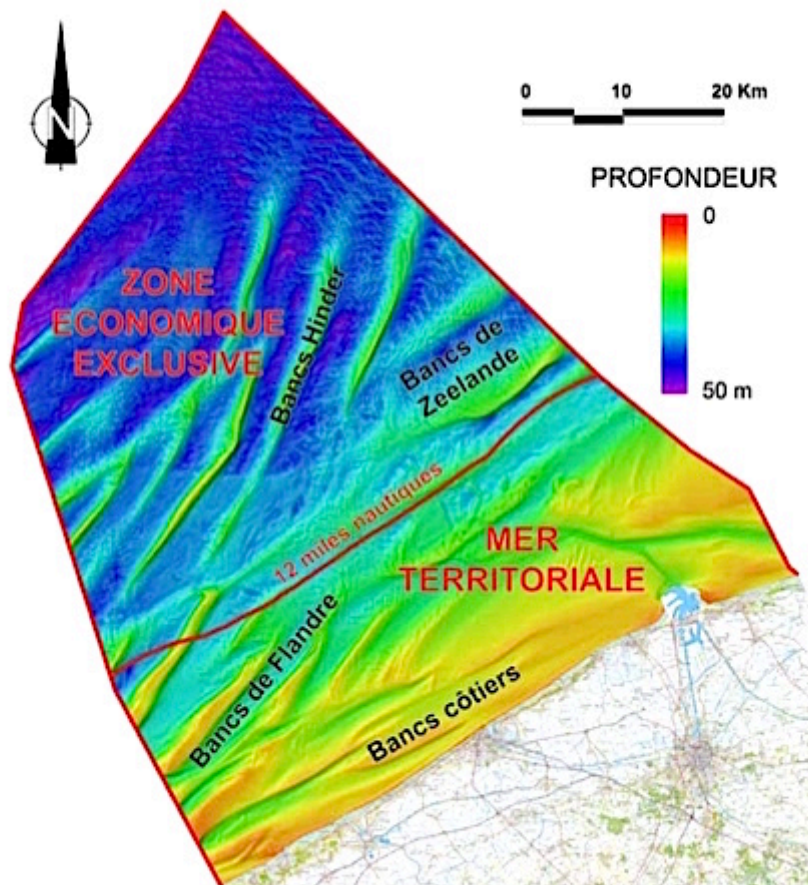 N
0 10 20 Km
PROFONDEUR
0
50 m
ZONE
ECONOMIQUE
EXCLUSIVE
Bancs Hinder
Bancs de
Zeelande
12 miles nautiques
MER
TERRITORIALE
Bancs de Flandre
Bancs côtiers